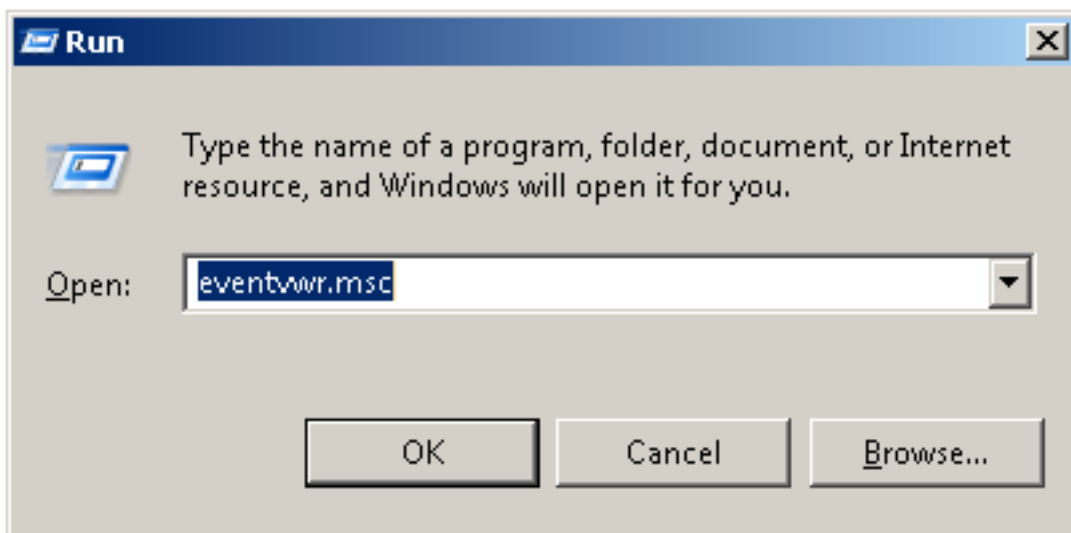 Run
Type the name of a program, folder, document, or Internet
resource, and Windows will open it for you.
Open: eventvwr.msc
OK Cancel Browse...